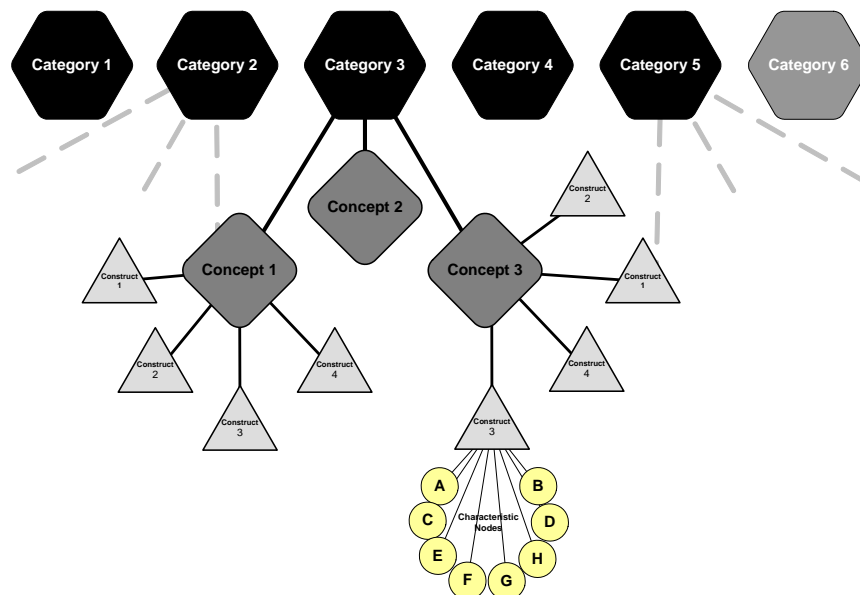 Category 1
Category 2
Category 3
Category 4
Category 5
Category 6
Concept 1
Concept 2
Concept 3
Construct
1
Construct
2
Construct
3
Construct
4
Construct
2
Construct
1
Construct
4
Construct
3
A
B
C
D
E
F
G
H
Characteristic
Nodes